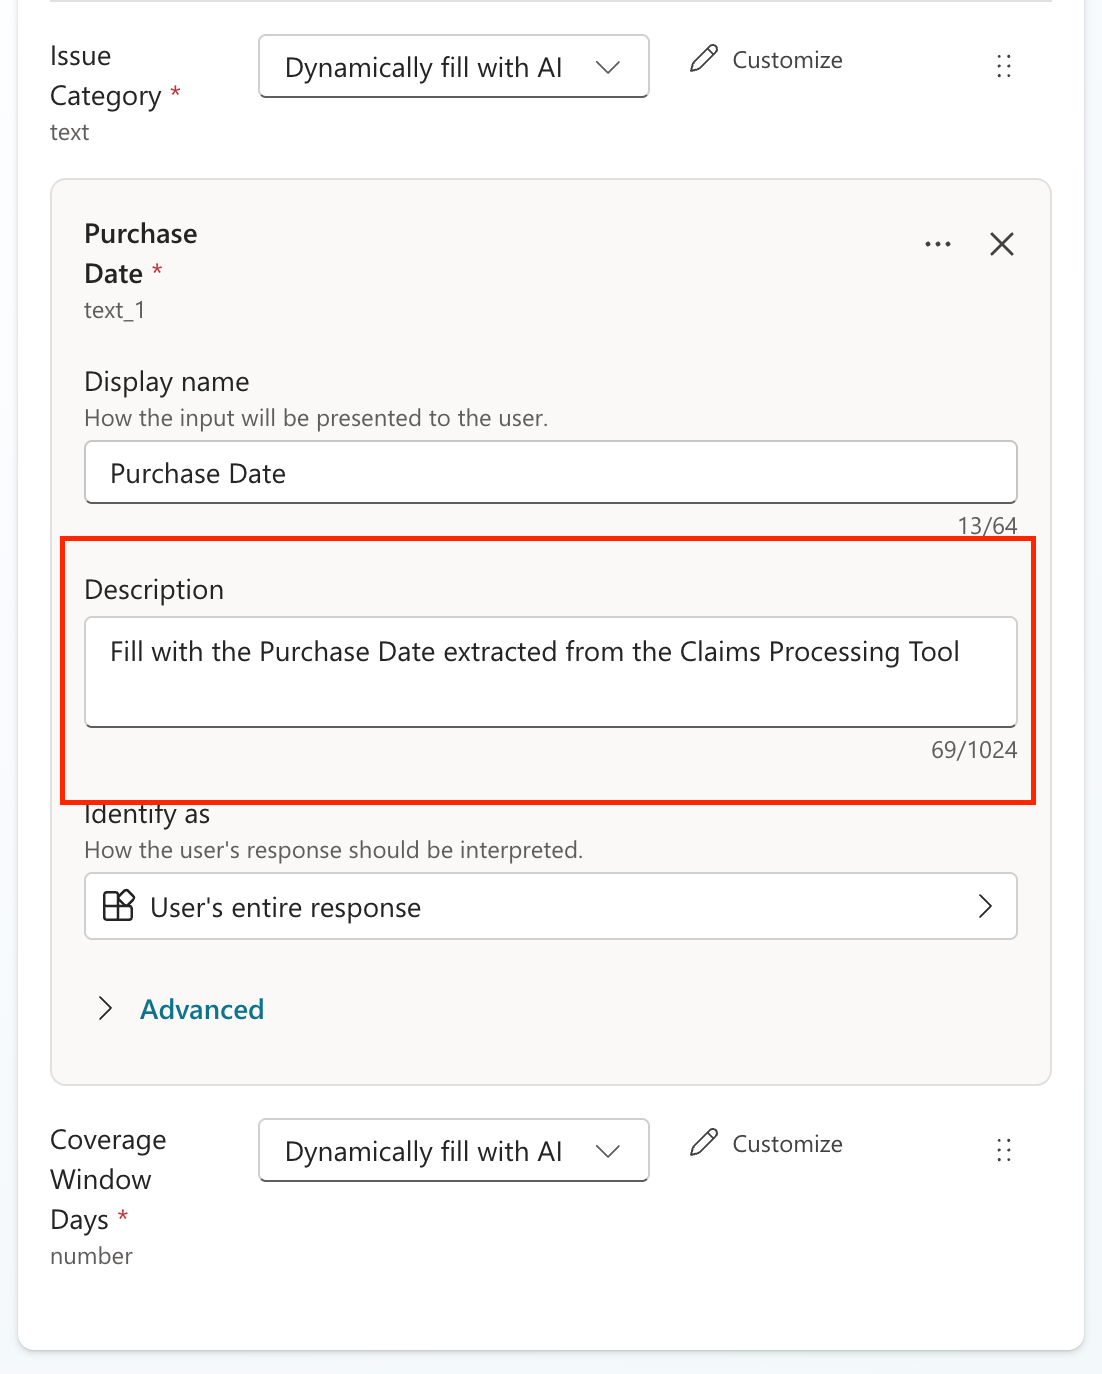 Issue
Category *
text
Dynamically fill with AI
Customize
Purchase
Date *
text_1
Display name
How the input will be presented to the user.
Purchase Date
13/64
Description
Fill with the Purchase Date extracted from the Claims Processing Tool
69/1024
Identify as
How the user's response should be interpreted.
User's entire response
Advanced
Coverage
Window
Days *
number
Dynamically fill with AI
Customize